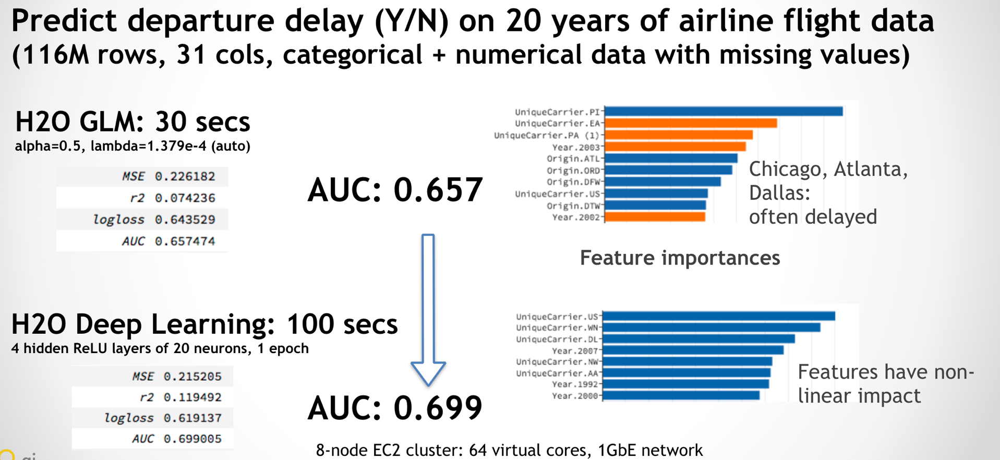 Predict departure delay (Y/N) on 20 years of airline flight data
(116M rows, 31 cols, categorical + numerical data with missing values)
H2O GLM: 30 secs
alpha=0.5, lambda=1.379e-4 (auto)
MSE 0.226182
r2 0.074236
logloss 0.643529
AUC 0.657474
AUC: 0.657
UniqueCarrier.PI
UniqueCarrier.EA
UniqueCarrier.PA (1)
Year.2003
Origin.ATL
Origin.ORD
Origin.DFW
UniqueCarrier.US
Origin.DTW
Year.2002
Chicago, Atlanta,
Dallas:
often delayed
Feature importances
H2O Deep Learning: 100 secs
4 hidden ReLU layers of 20 neurons, 1 epoch
MSE 0.215205
r2 0.119492
logloss 0.619137
AUC 0.699005
AUC: 0.699
UniqueCarrier.US
UniqueCarrier.WN
UniqueCarrier.DL
Year.2007
UniqueCarrier.NW
UniqueCarrier.AA
Year.1992
Year.2000
Features have non-
linear impact
8-node EC2 cluster: 64 virtual cores, 1GbE network